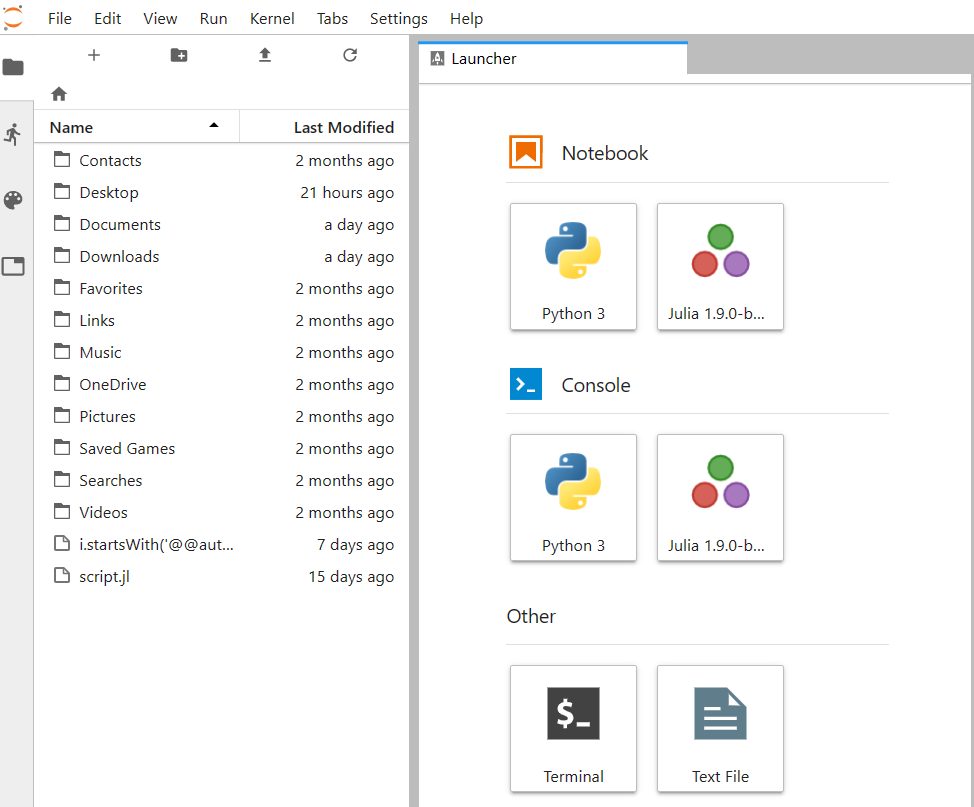 File Edit View Run Kernel Tabs Settings Help
Name Last Modified
Contacts 2 months ago
Desktop 21 hours ago
Documents a day ago
Downloads a day ago
Favorites 2 months ago
Links 2 months ago
Music 2 months ago
OneDrive 2 months ago
Pictures 2 months ago
Saved Games 2 months ago
Searches 2 months ago
Videos 2 months ago
i.startsWith('@@aut... 7 days ago
script.jl 15 days ago
Launcher
Notebook
Python 3 Julia 1.9.0-b...
Console
Python 3 Julia 1.9.0-b...
Other
$_
Terminal Text File